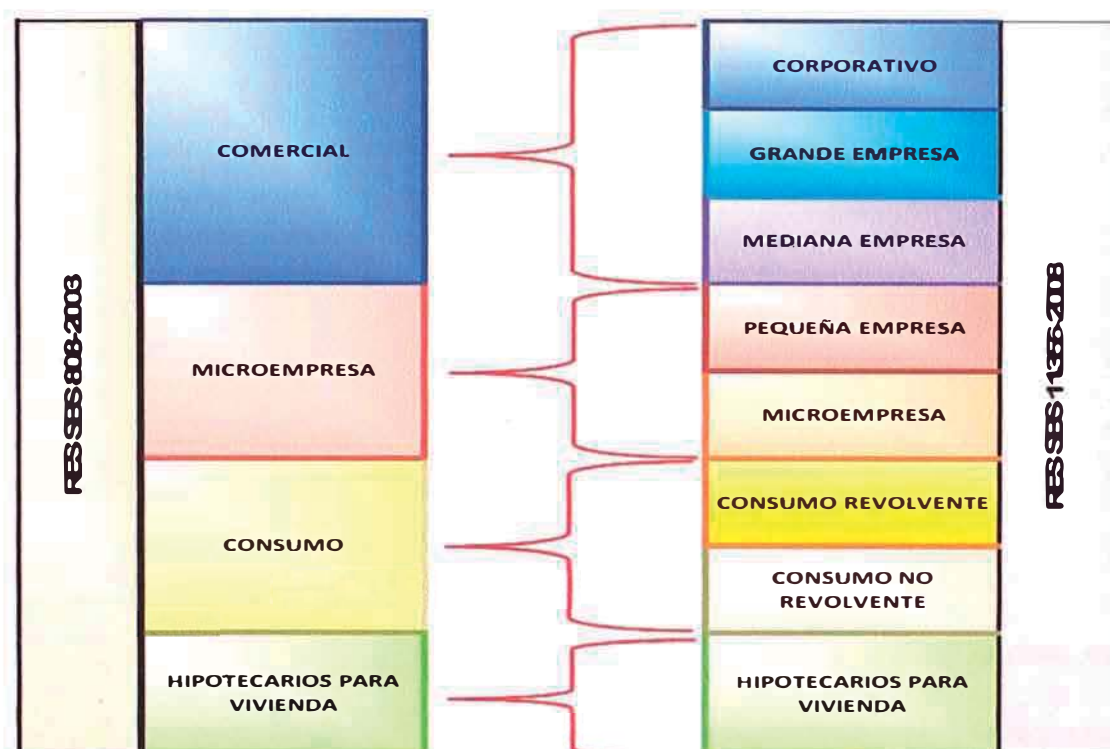 RES SBS 808-2003
COMERCIAL
MICROEMPRESA
CONSUMO
HIPOTECARIOS PARA
VIVIENDA
CORPORATIVO
GRANDE EMPRESA
MEDIANA EMPRESA
PEQUEÑA EMPRESA
MICROEMPRESA
CONSUMO REVOLVENTE
CONSUMO NO
REVOLVENTE
HIPOTECARIOS PARA
VIVIENDA
RES SBS 11356-2008